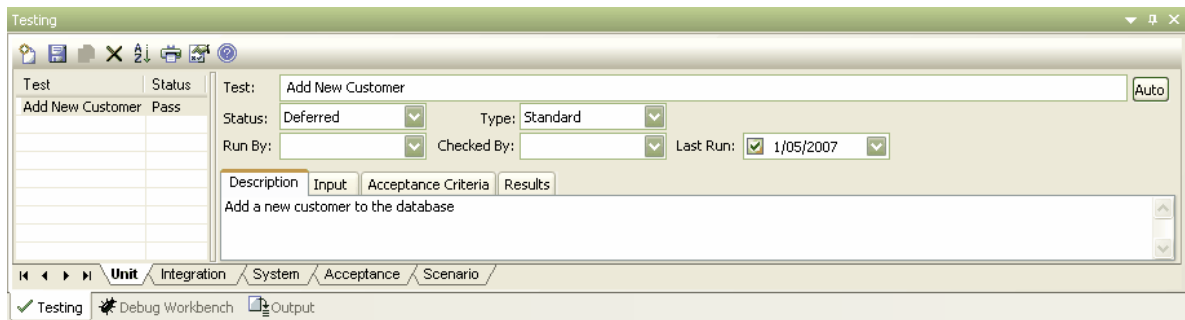 Testing
Test Status
Add New Customer Pass
Test: Add New Customer Auto
Status: Deferred Type: Standard
Run By: Checked By: Last Run: 1/05/2007
Description Input Acceptance Criteria Results
Add a new customer to the database
Unit Integration System Acceptance Scenario
Testing Debug Workbench Output